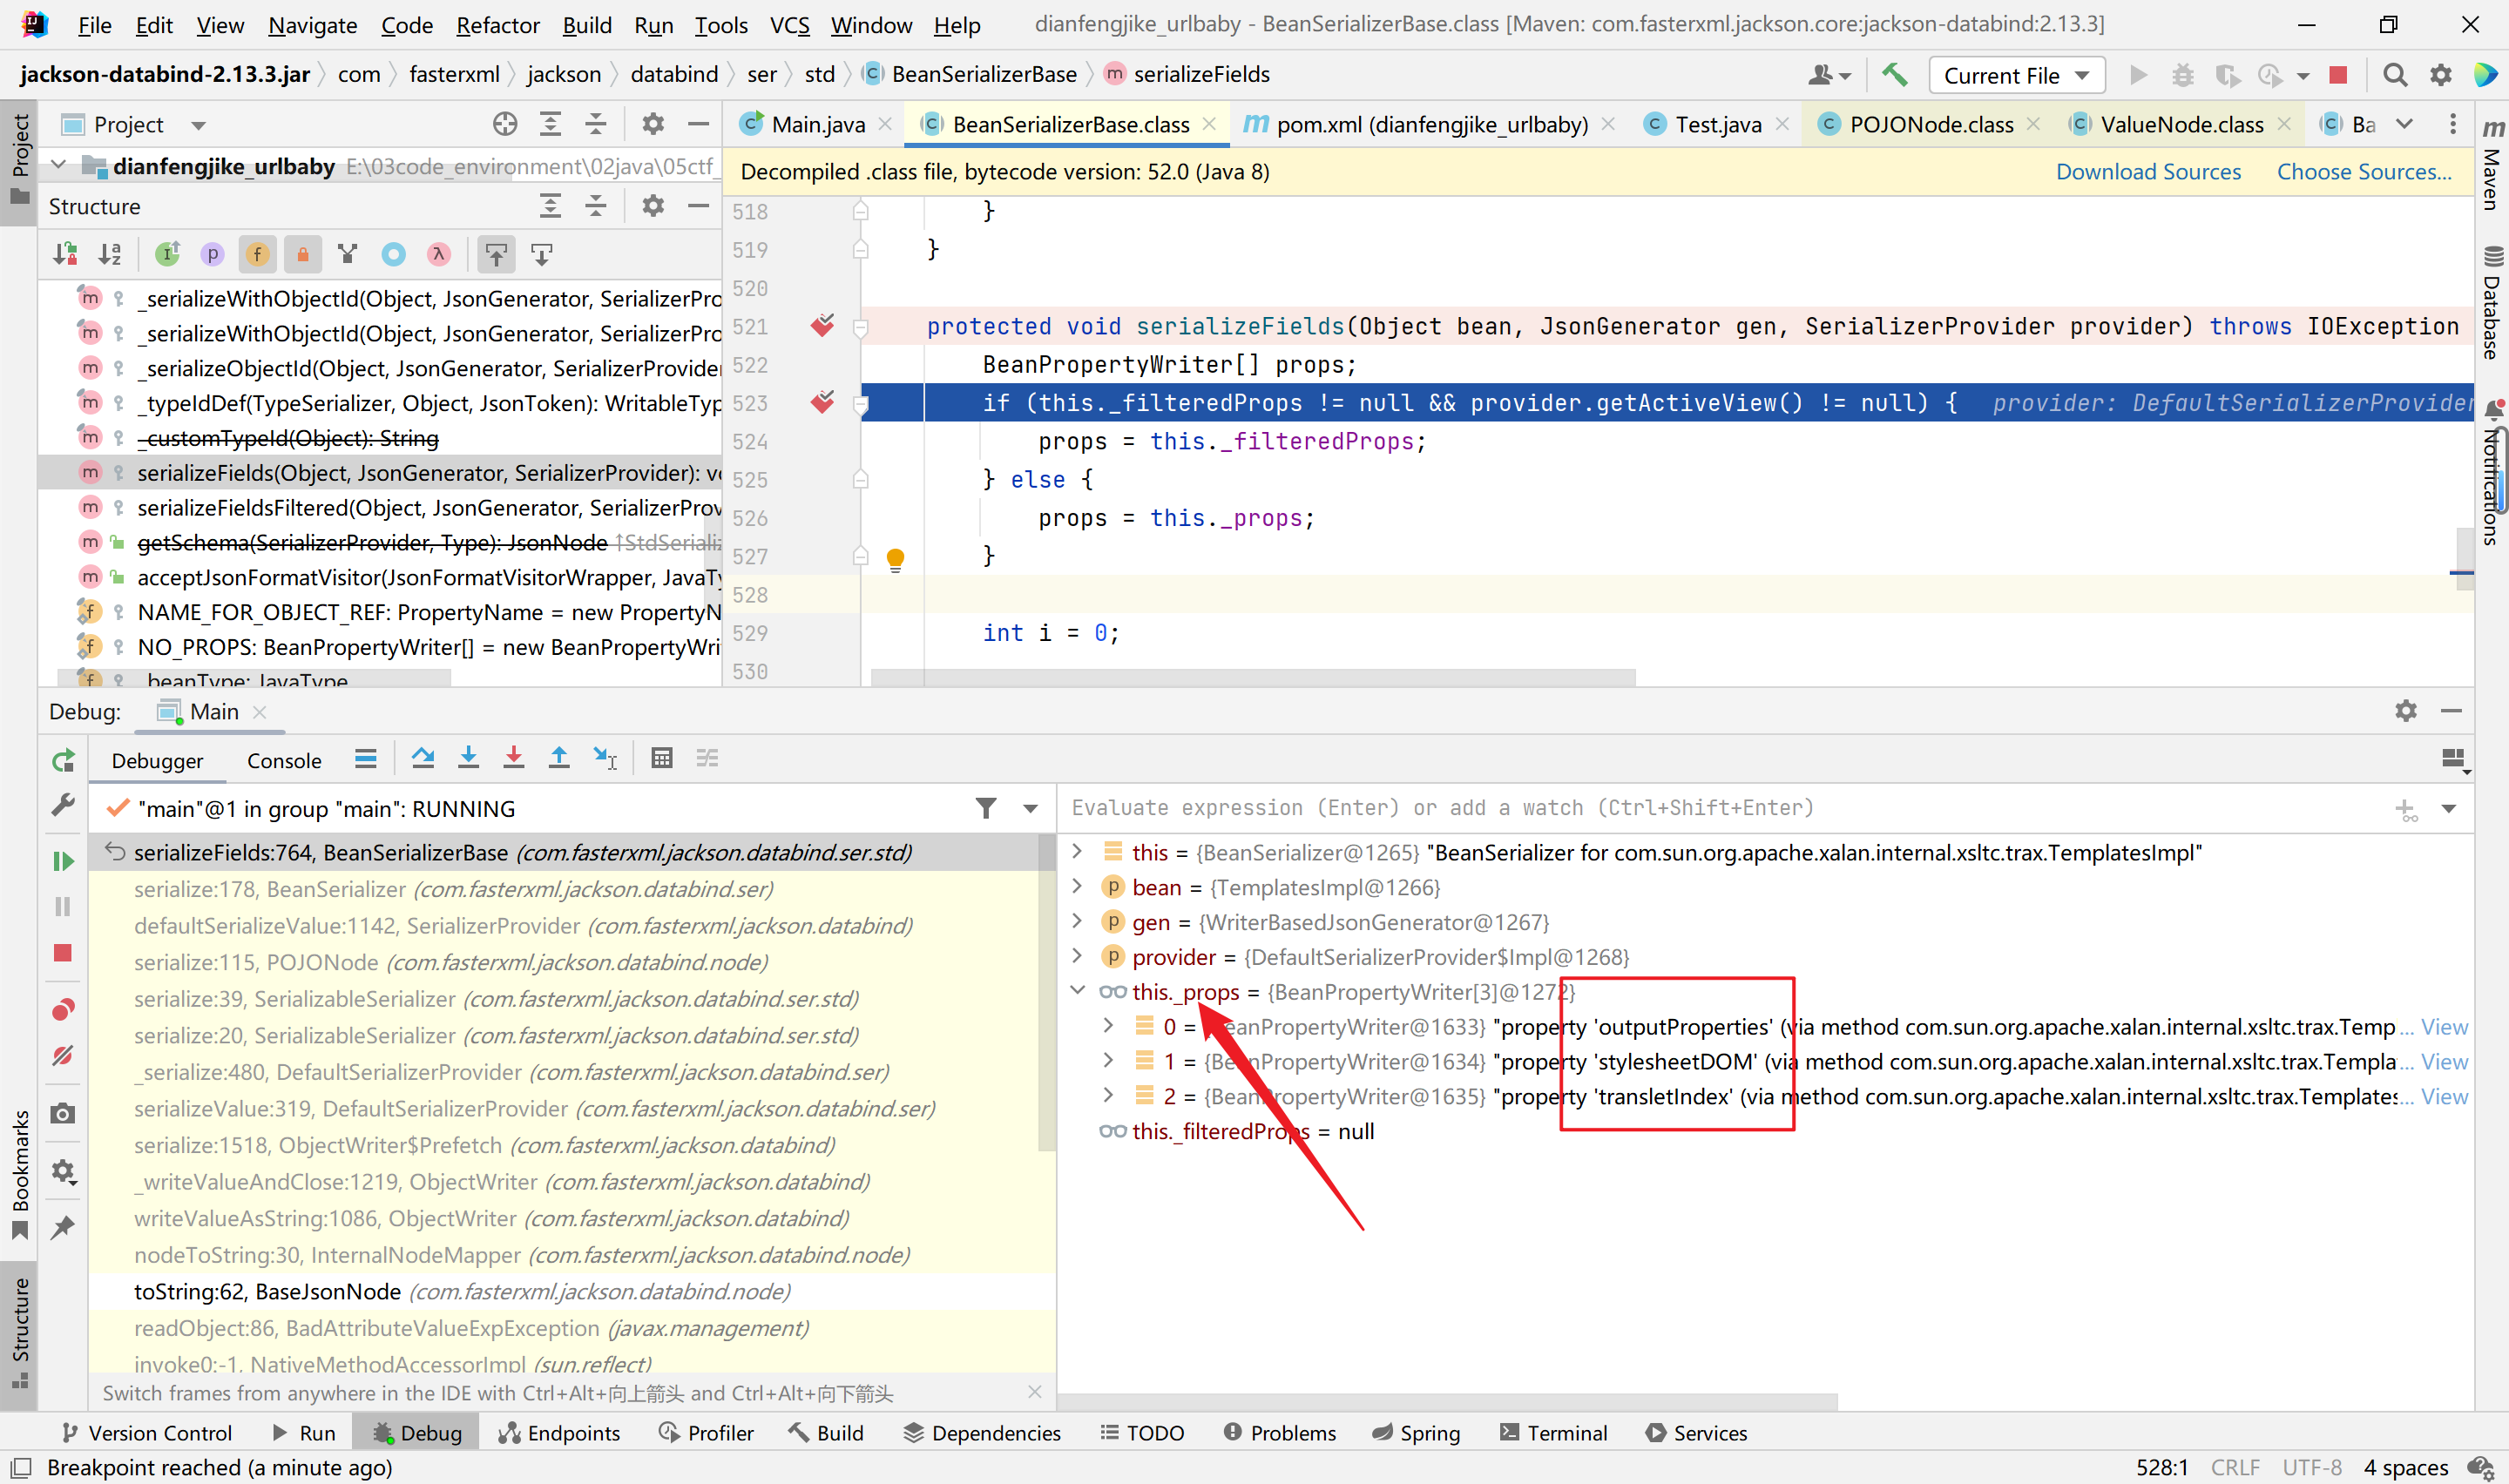 File Edit View Navigate Code Refactor Build Run Tools VCS Window Help dianfengjike_urlbaby - BeanSerializerBase.class [Maven: com.fasterxml.jackson.core:jackson-databind:2.13.3]
jackson-databind-2.13.3.jar com fasterxml jackson databind ser std BeanSerializerBase serializeFields Current File
Project
Main.java BeanSerializerBase.class pom.xml (dianfengjike_urlbaby) Test.java POJONode.class ValueNode.class Ba
dianfengjike_urlbaby E:\03code_environment\02java\05ctf_
Decompiled .class file, bytecode version: 52.0 (Java 8) Download Sources Choose Sources...
Structure
_serializeWithObjectId(Object, JsonGenerator, SerializerPro
_serializeWithObjectId(Object, JsonGenerator, SerializerPro
_serializeObjectId(Object, JsonGenerator, SerializerProvider
_typeIdDef(TypeSerializer, Object, JsonToken): WritableTyp
_customTypeId(Object): String
serializeFields(Object, JsonGenerator, SerializerProvider): vo
serializeFieldsFiltered(Object, JsonGenerator, SerializerProv
getSchema(SerializerProvider, Type): JsonNode ↑StdSerializ
acceptJsonFormatVisitor(JsonFormatVisitorWrapper, JavaTy
NAME_FOR_OBJECT_REF: PropertyName = new PropertyN
NO_PROPS: BeanPropertyWriter[] = new BeanPropertyWri
_beanType: JavaType
518 }
519 }
520
521 protected void serializeFields(Object bean, JsonGenerator gen, SerializerProvider provider) throws IOException
522 BeanPropertyWriter[] props;
523 if (this._filteredProps != null && provider.getActiveView() != null) { provider: DefaultSerializerProvider
524 props = this._filteredProps;
525 } else {
526 props = this._props;
527 }
528
529 int i = 0;
530
Project
Bookmarks
Structure
Maven
Database
Notifications
Debug: Main
Debugger Console
"main"@1 in group "main": RUNNING
serializeFields:764, BeanSerializerBase (com.fasterxml.jackson.databind.ser.std)
serialize:178, BeanSerializer (com.fasterxml.jackson.databind.ser)
defaultSerializeValue:1142, SerializerProvider (com.fasterxml.jackson.databind)
serialize:115, POJONode (com.fasterxml.jackson.databind.node)
serialize:39, SerializableSerializer (com.fasterxml.jackson.databind.ser.std)
serialize:20, SerializableSerializer (com.fasterxml.jackson.databind.ser.std)
_serialize:480, DefaultSerializerProvider (com.fasterxml.jackson.databind.ser)
serializeValue:319, DefaultSerializerProvider (com.fasterxml.jackson.databind.ser)
serialize:1518, ObjectWriter$Prefetch (com.fasterxml.jackson.databind)
_writeValueAndClose:1219, ObjectWriter (com.fasterxml.jackson.databind)
writeValueAsString:1086, ObjectWriter (com.fasterxml.jackson.databind)
nodeToString:30, InternalNodeMapper (com.fasterxml.jackson.databind.node)
toString:62, BaseJsonNode (com.fasterxml.jackson.databind.node)
readObject:86, BadAttributeValueExpException (javax.management)
invoke0:-1, NativeMethodAccessorImpl (sun.reflect)
Switch frames from anywhere in the IDE with Ctrl+Alt+向上箭头 and Ctrl+Alt+向下箭头
Evaluate expression (Enter) or add a watch (Ctrl+Shift+Enter)
this = {BeanSerializer@1265} "BeanSerializer for com.sun.org.apache.xalan.internal.xsltc.trax.TemplatesImpl"
bean = {TemplatesImpl@1266}
gen = {WriterBasedJsonGenerator@1267}
provider = {DefaultSerializerProvider$Impl@1268}
this._props = {BeanPropertyWriter[3]@1272}
0 = {BeanPropertyWriter@1633} "property 'outputProperties' (via method com.sun.org.apache.xalan.internal.xsltc.trax.Temp... View
1 = {BeanPropertyWriter@1634} "property 'stylesheetDOM' (via method com.sun.org.apache.xalan.internal.xsltc.trax.Templa... View
2 = {BeanPropertyWriter@1635} "property 'transletIndex' (via method com.sun.org.apache.xalan.internal.xsltc.trax.Templates... View
this._filteredProps = null
Version Control Run Debug Endpoints Profiler Build Dependencies TODO Problems Spring Terminal Services
Breakpoint reached (a minute ago) 528:1 CRLF UTF-8 4 spaces